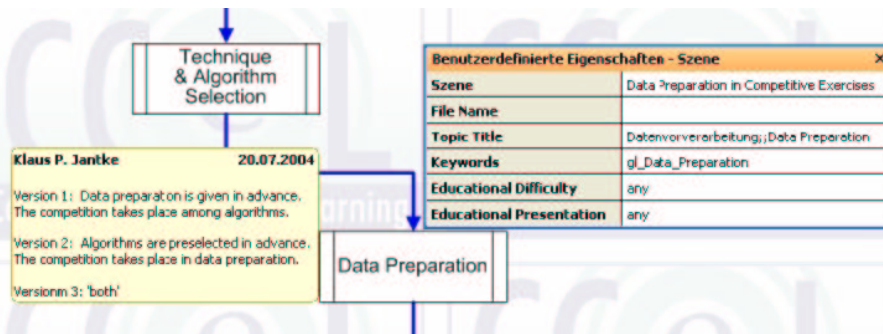 Technique
& Algorithm
Selection
Klaus P. Jantke 20.07.2004
Version 1: Data preparaton is given in advance.
The competition takes place among algorithms.
Version 2: Algorithms are preselected in advance.
The competition takes place in data preparation.
Versionm 3: 'both'
Data Preparation
Benutzerdefinierte Eigenschaften - Szene ×
Szene Data Preparation in Competitive Exercises
File Name
Topic Title Datenvorverarbeitung;;Data Preparation
Keywords gl_Data_Preparation
Educational Difficulty any
Educational Presentation any